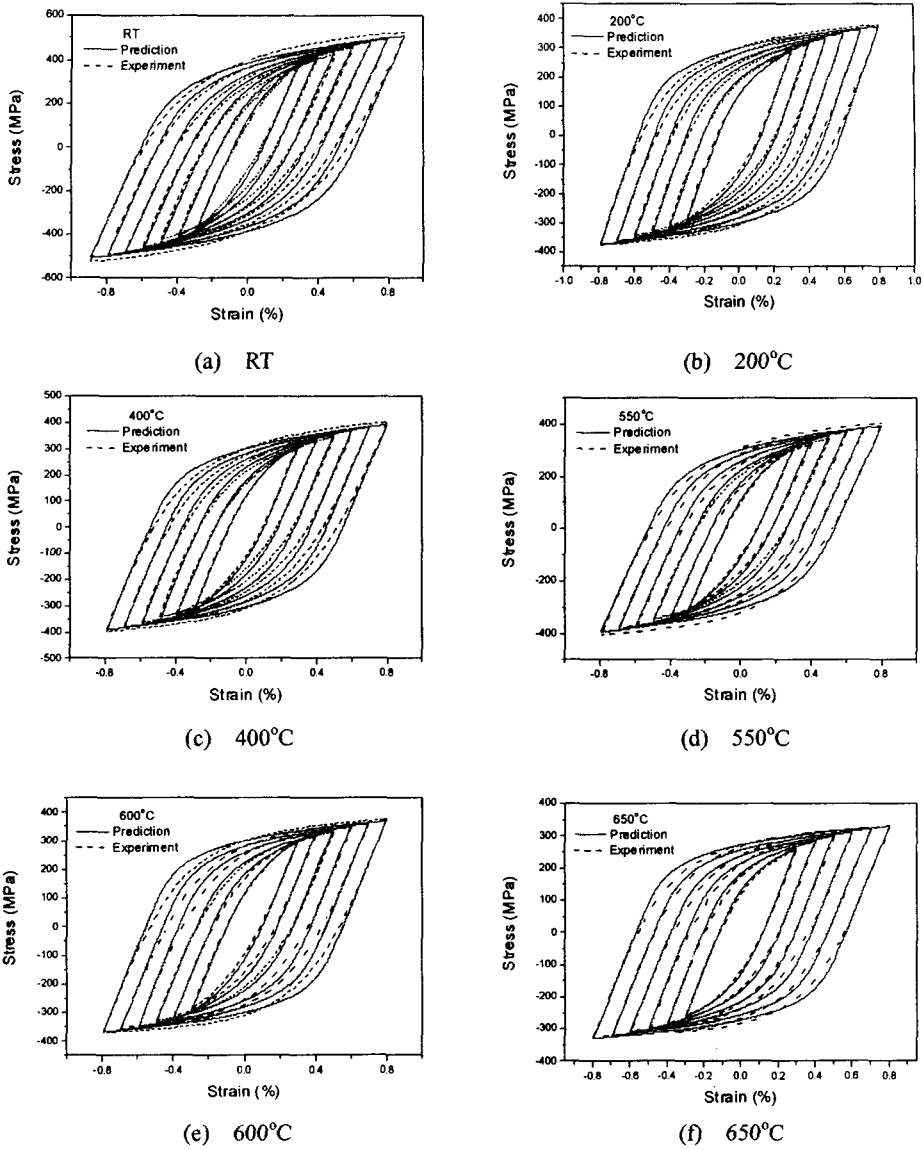 RT
Prediction
Experiment
600
400
200
0
-200
-400
-600
Stress (MPa)
-0.8 -0.4 0.0 0.4 0.8
Strain (%)
(a) RT
200°C
Prediction
Experiment
400
300
200
100
0
-100
-200
-300
-400
Stress (MPa)
-1.0 -0.8 -0.6 -0.4 -0.2 0.0 0.2 0.4 0.6 0.8 1.0
Strain (%)
(b) 200°C
400°C
Prediction
Experiment
500
400
300
200
100
0
-100
-200
-300
-400
-500
Stress (MPa)
-0.8 -0.4 0.0 0.4 0.8
Strain (%)
(c) 400°C
550°C
Prediction
Experiment
400
200
0
-200
-400
Stress (MPa)
-0.8 -0.4 0.0 0.4 0.8
Strain (%)
(d) 550°C
600°C
Prediction
Experiment
400
300
200
100
0
-100
-200
-300
-400
Stress (MPa)
-0.8 -0.4 0.0 0.4 0.8
Strain (%)
(e) 600°C
650°C
Prediction
Experiment
400
300
200
100
0
-100
-200
-300
-400
Stress (MPa)
-0.8 -0.6 -0.4 -0.2 0.0 0.2 0.4 0.6 0.8
Strain (%)
(f) 650°C